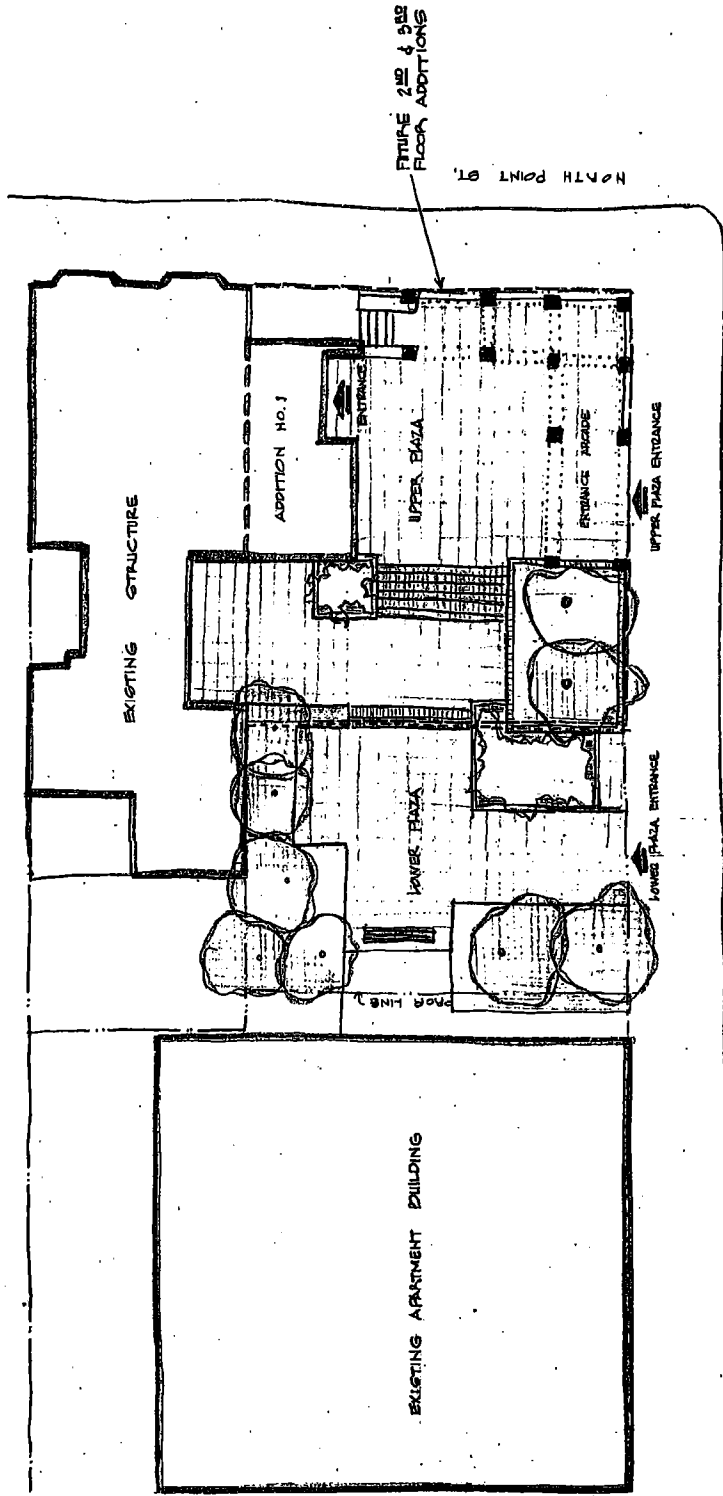 FUTURE 2ND & 3RD
FLOOR ADDITIONS
NORTH POINT ST.
EXISTING STRUCTURE
ADDITION NO. 1
ENTRANCE
UPPER PLAZA
ENTRANCE ARCADE
UPPER PLAZA ENTRANCE
LOWER PLAZA
LOWER PLAZA ENTRANCE
PROP. LINE
EXISTING APARTMENT BUILDING